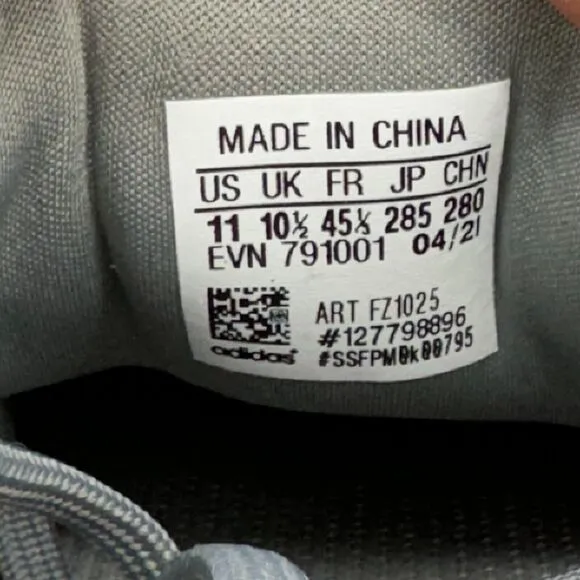 MADE IN CHINA
US UK FR JP CHN
11 10½ 45⅓ 285 280
EVN 791001 04/21
ART FZ1025
#127798896
adidas